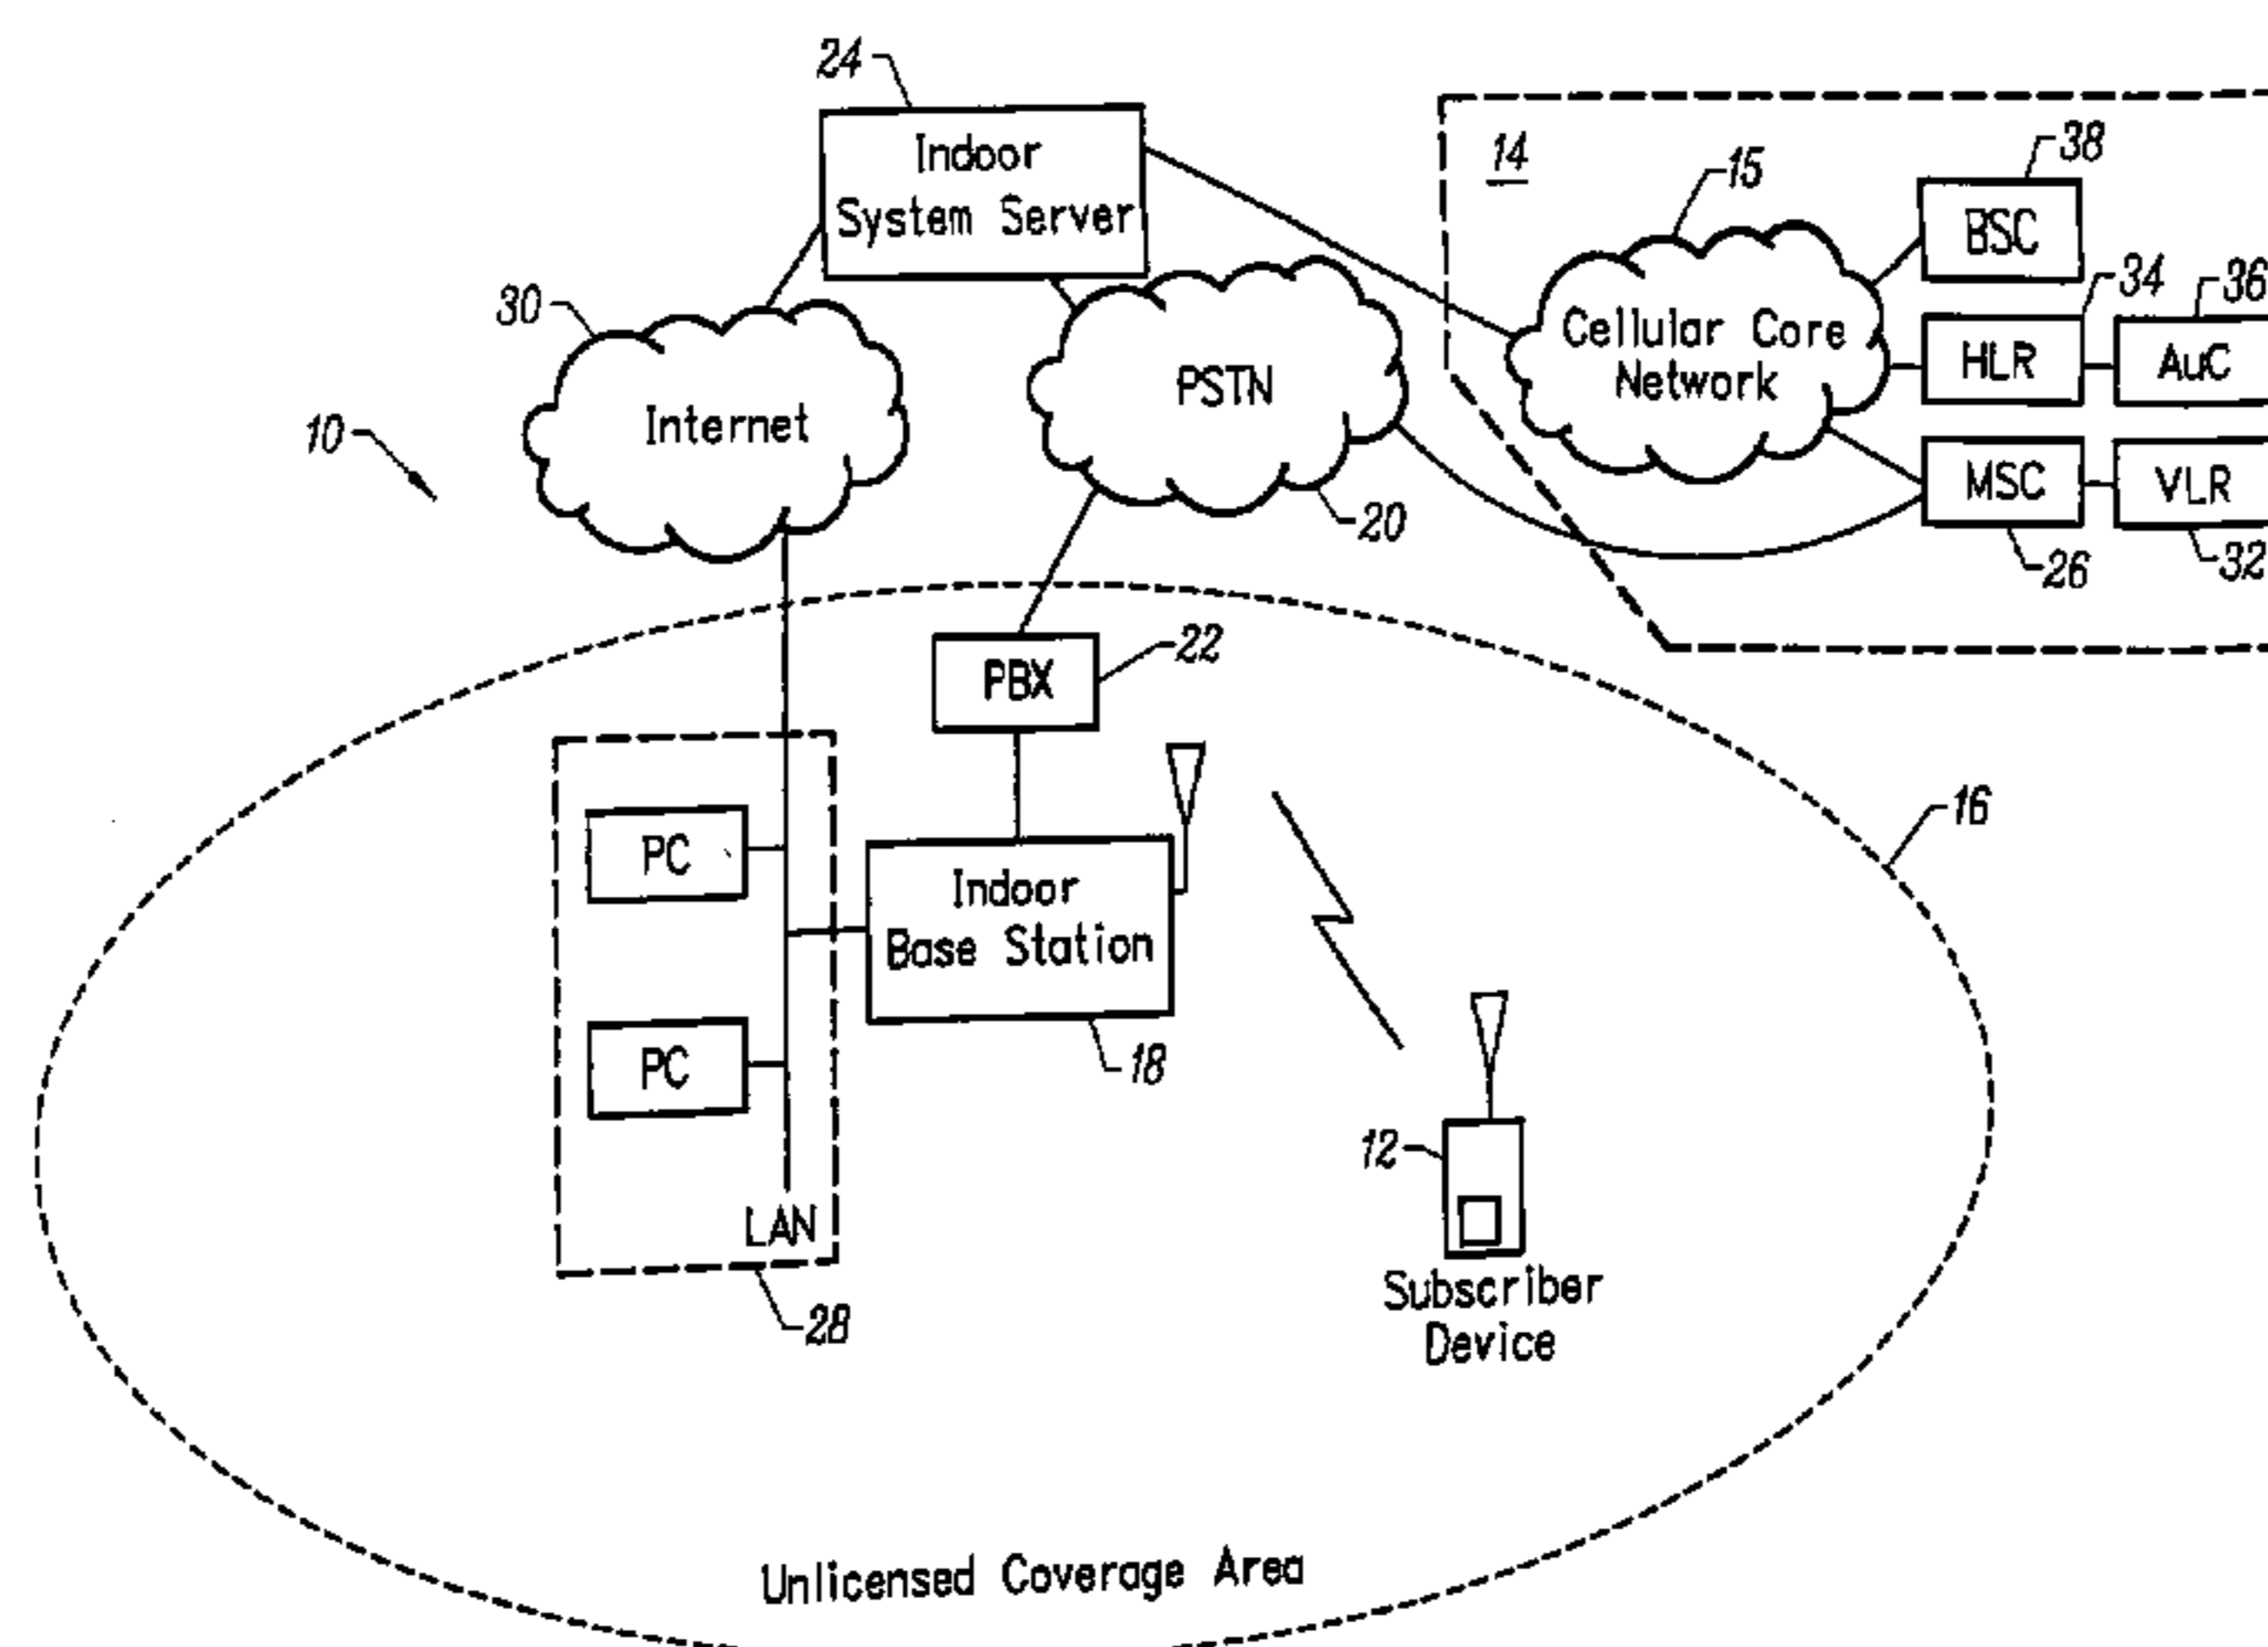 24
Indoor
System Server
14
15
38
BSC
30
Internet
PSTN
Cellular Core
Network
34
HLR
36
AuC
10
20
MSC
VLR
26
32
PBX
22
16
PC
Indoor
Base Station
PC
18
12
LAN
28
Subscriber
Device
Unlicensed Coverage Area